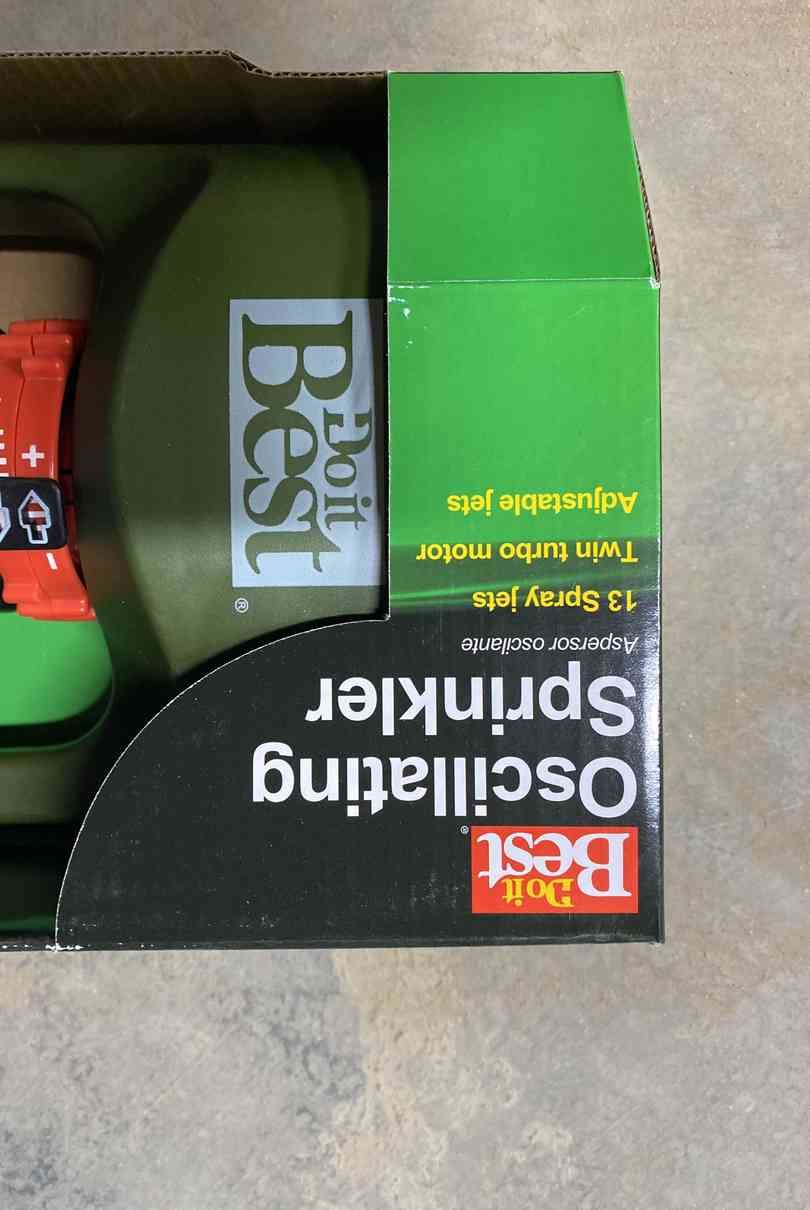 Do it
Best
®
Oscillating
Sprinkler
Aspersor oscilante
13 Spray jets
Twin turbo motor
Adjustable jets
Do it
Best
®
+
-